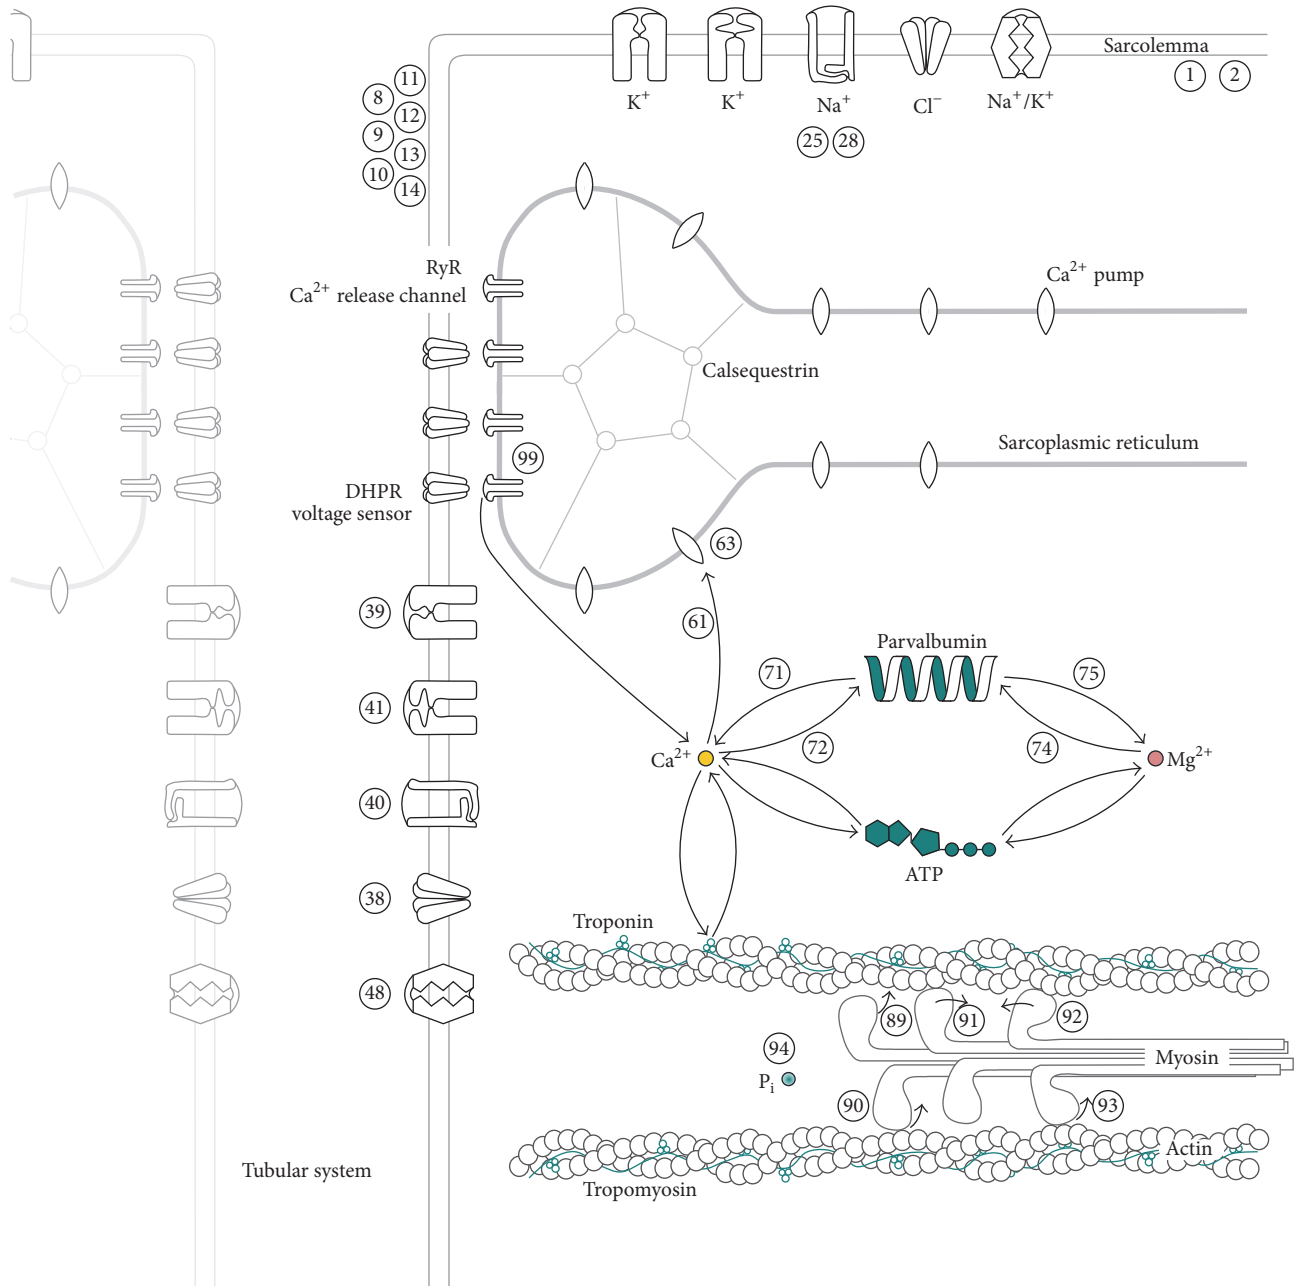 Sarcolemma
1 2
K⁺ K⁺ Na⁺ Cl⁻ Na⁺/K⁺
25 28
11
8
12
9
13
10
14
RyR
Ca²⁺ release channel
Ca²⁺ pump
Calsequestrin
Sarcoplasmic reticulum
99
DHPR
voltage sensor
63
39
61
Parvalbumin
71 75
41
72 74
Ca²⁺ Mg²⁺
40
ATP
38
Troponin
48
89 91 92
94
Myosin
Pᵢ
90 93
Actin
Tubular system
Tropomyosin